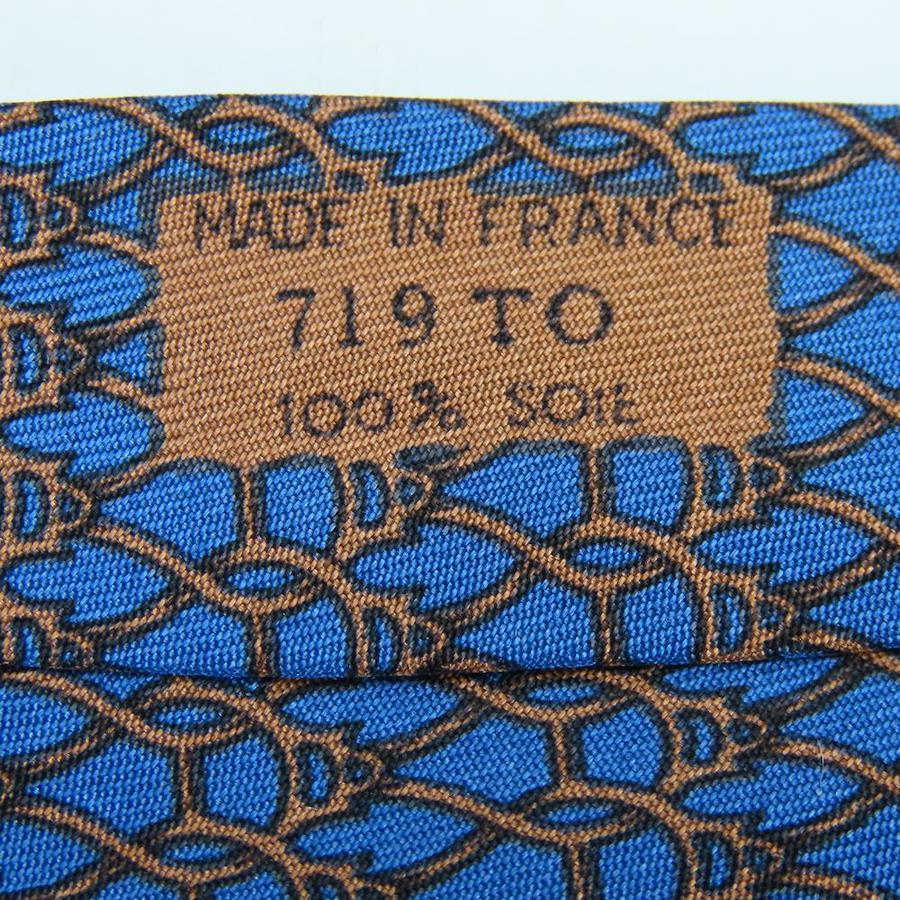 MADE IN FRANCE
719 TO
100% SOIE